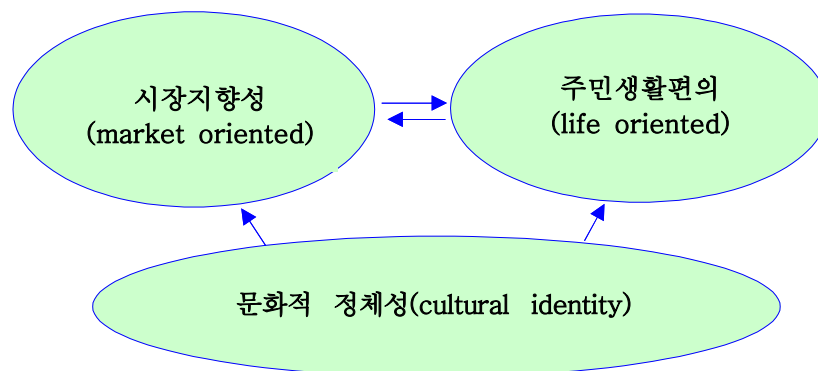 시장지향성
(market oriented)
주민생활편의
(life oriented)
문화적 정체성(cultural identity)